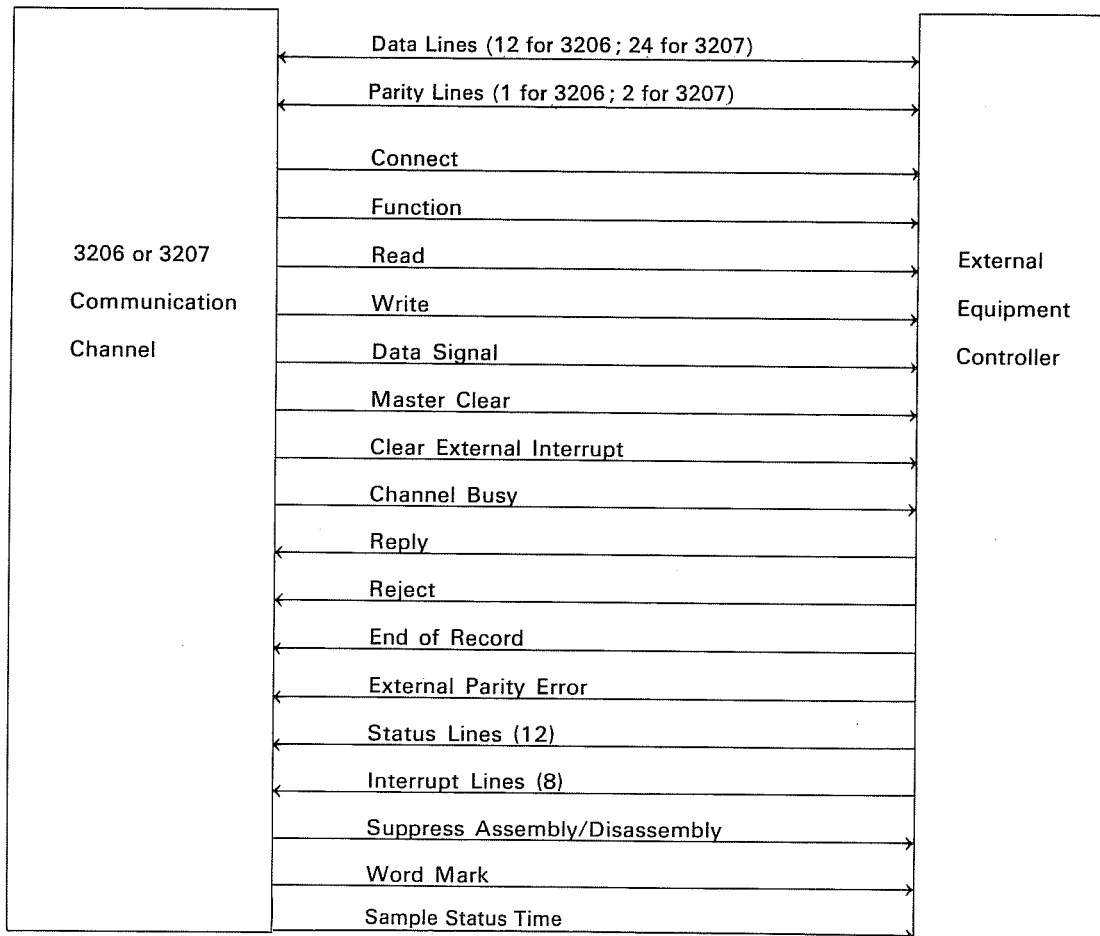 Data Lines (12 for 3206; 24 for 3207)
Parity Lines (1 for 3206; 2 for 3207)
Connect
Function
3206 or 3207
Communication
Channel
Read
Write
Data Signal
Master Clear
Clear External Interrupt
Channel Busy
Reply
Reject
End of Record
External Parity Error
Status Lines (12)
Interrupt Lines (8)
Suppress Assembly/Disassembly
Word Mark
Sample Status Time
External
Equipment
Controller